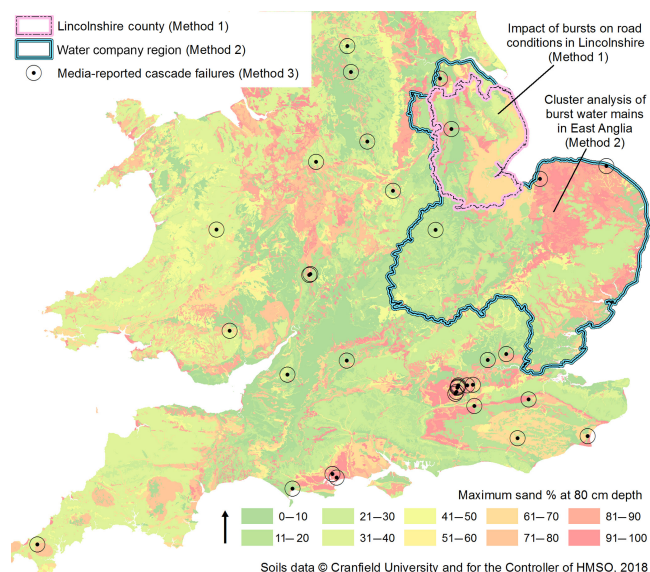 Lincolnshire county (Method 1)
Water company region (Method 2)
Media-reported cascade failures (Method 3)
Impact of bursts on road
conditions in Lincolnshire
(Method 1)
Cluster analysis of
burst water mains
in East Anglia
(Method 2)
Maximum sand % at 80 cm depth
0—10 21—30 41—50 61—70 81—90
11—20 31—40 51—60 71—80 91—100
Soils data © Cranfield University and for the Controller of HMSO, 2018